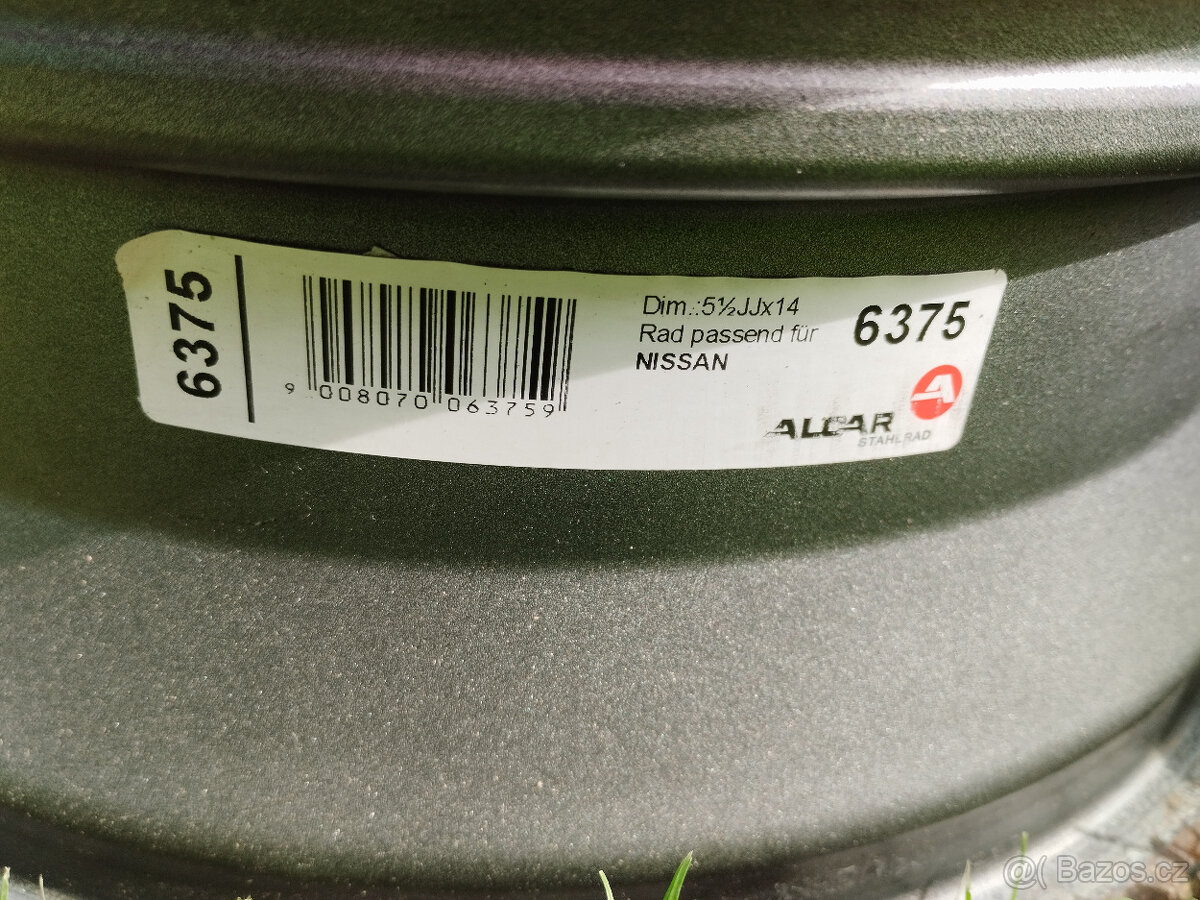 6375
9 008070 063759
Dim.:5½JJx14
Rad passend für
NISSAN
6375
ALCAR
STAHLRAD
@( Bazos.cz